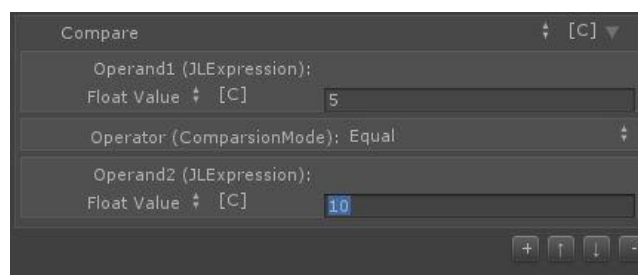 Compare [C]
Operand1 (JLExpression):
Float Value [C] 5
Operator (ComparsionMode): Equal
Operand2 (JLExpression):
Float Value [C] 10
+ ↑ ↓ -